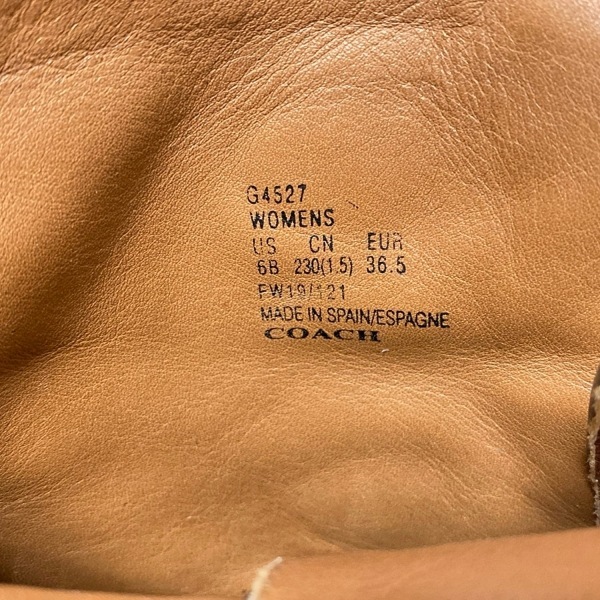 G4527
WOMENS
US CN EUR
6B 230(1.5) 36.5
FW19/121
MADE IN SPAIN/ESPAGNE
COACH